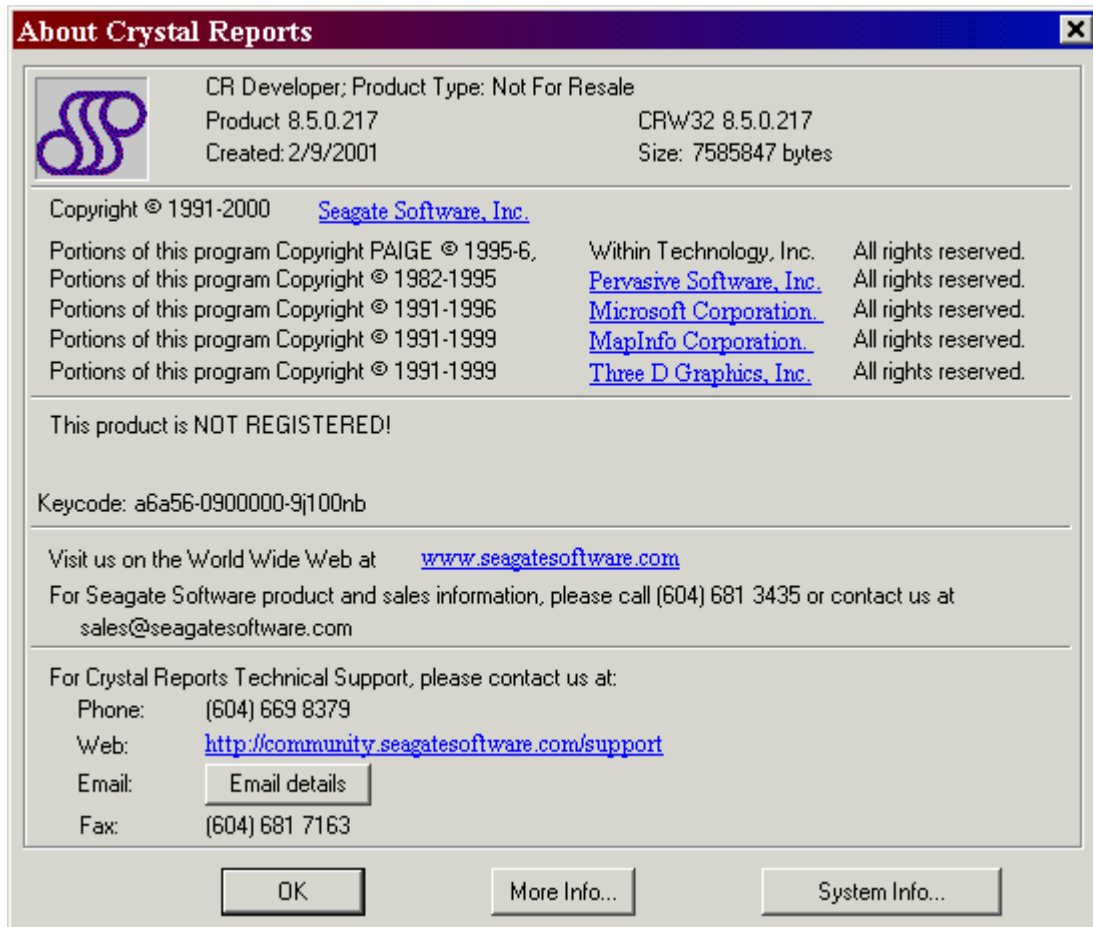 About Crystal Reports
CR Developer; Product Type: Not For Resale
Product 8.5.0.217 CRW32 8.5.0.217
Created: 2/9/2001 Size: 7585847 bytes
Copyright © 1991-2000 Seagate Software, Inc.
Portions of this program Copyright PAIGE © 1995-6, Within Technology, Inc. All rights reserved.
Portions of this program Copyright © 1982-1995 Pervasive Software, Inc. All rights reserved.
Portions of this program Copyright © 1991-1996 Microsoft Corporation. All rights reserved.
Portions of this program Copyright © 1991-1999 MapInfo Corporation. All rights reserved.
Portions of this program Copyright © 1991-1999 Three D Graphics, Inc. All rights reserved.
This product is NOT REGISTERED!
Keycode: a6a56-0900000-9j100nb
Visit us on the World Wide Web at www.seagatesoftware.com
For Seagate Software product and sales information, please call (604) 681 3435 or contact us at
sales@seagatesoftware.com
For Crystal Reports Technical Support, please contact us at:
Phone: (604) 669 8379
Web: http://community.seagatesoftware.com/support
Email: Email details
Fax: (604) 681 7163
OK More Info... System Info...